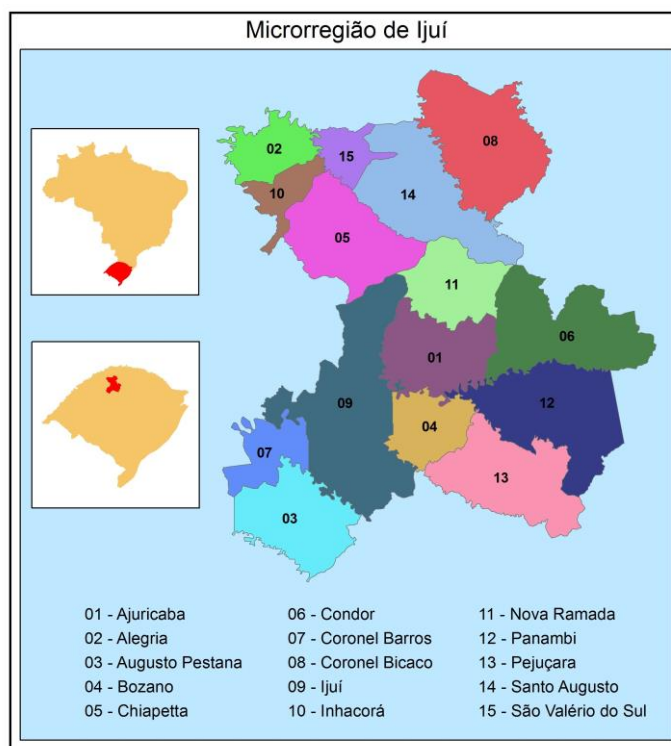 Microrregião de Ijuí
02
15
08
10
14
05
11
06
01
09
04
12
07
13
03
01 - Ajuricaba
02 - Alegria
03 - Augusto Pestana
04 - Bozano
05 - Chiapetta
06 - Condor
07 - Coronel Barros
08 - Coronel Bicaco
09 - Ijuí
10 - Inhacorá
11 - Nova Ramada
12 - Panambi
13 - Pejuçara
14 - Santo Augusto
15 - São Valério do Sul